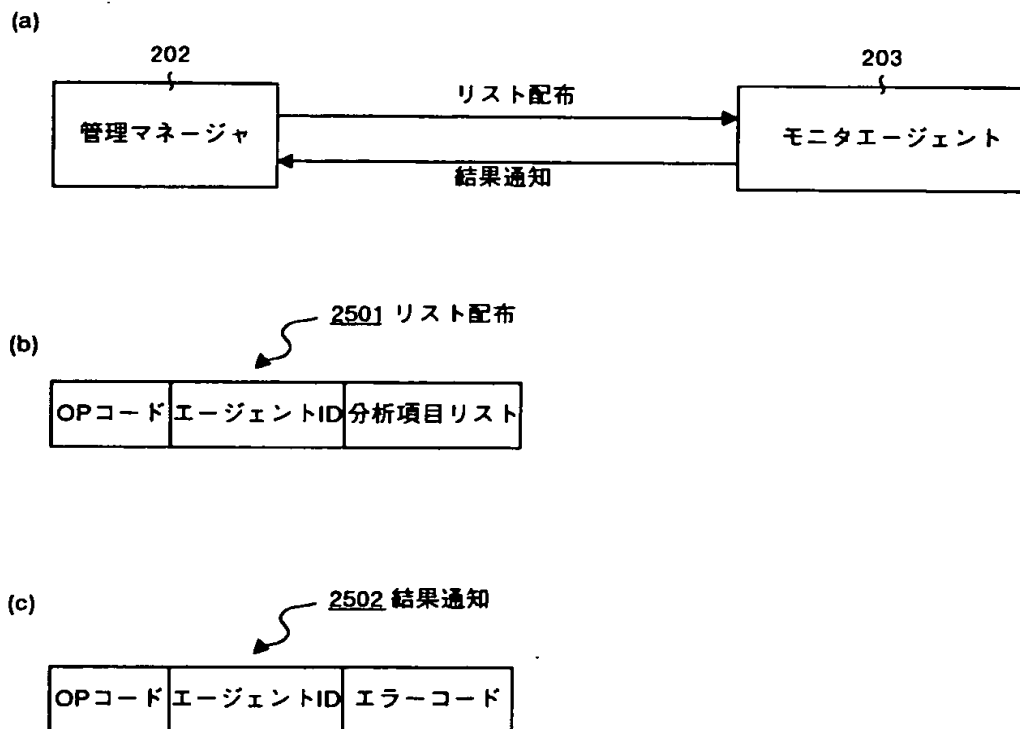 (a)
202
203
管理マネージャ
リスト配布
モニタエージェント
結果通知
(b)
2501 リスト配布
OPコード エージェントID 分析項目リスト
(c)
2502 結果通知
OPコード エージェントID エラーコード